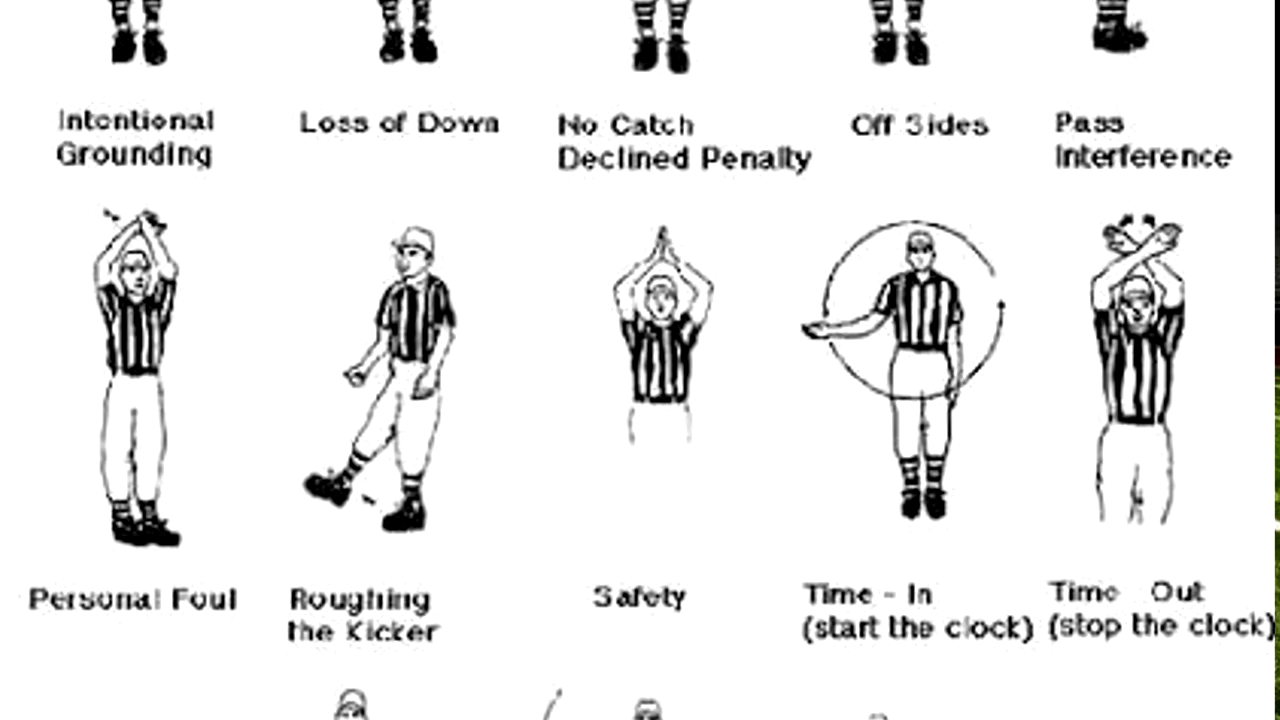 Intentional
Grounding
Loss of Down
No Catch
Declined Penalty
Off Sides
Pass
Interference
Personal Foul
Roughing
the Kicker
Safety
Time - In
(start the clock)
Time Out
(stop the clock)